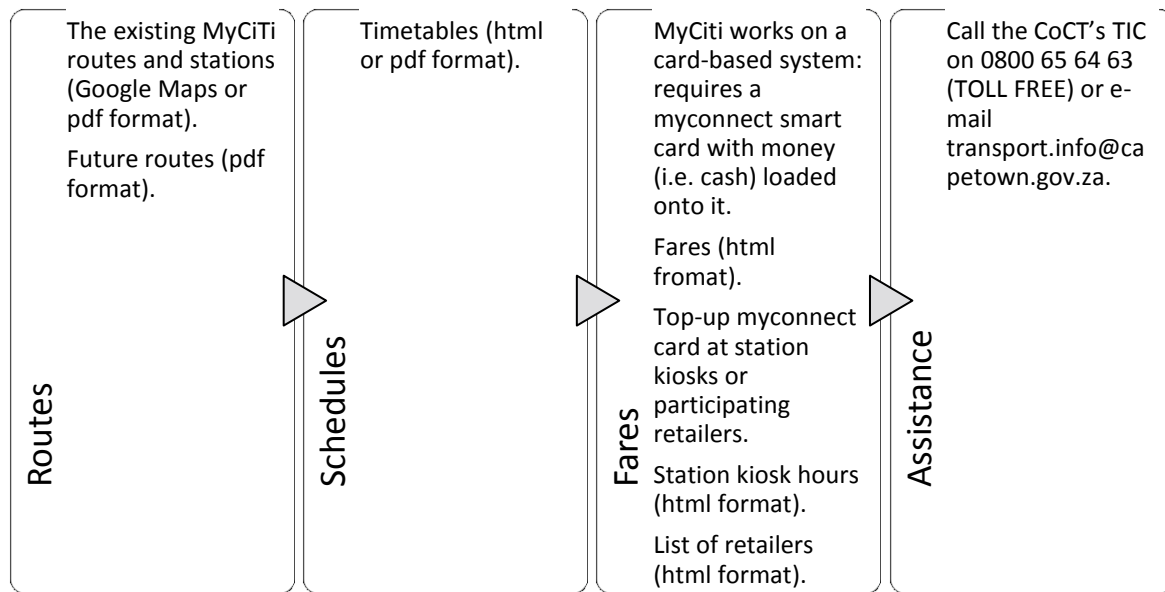 Routes
The existing MyCiTi
routes and stations
(Google Maps or
pdf format).
Future routes (pdf
format).
Schedules
Timetables (html
or pdf format).
Fares
MyCiti works on a
card-based system:
requires a
myconnect smart
card with money
(i.e. cash) loaded
onto it.
Fares (html
fromat).
Top-up myconnect
card at station
kiosks or
participating
retailers.
Station kiosk hours
(html format).
List of retailers
(html format).
Assistance
Call the CoCT's TIC
on 0800 65 64 63
(TOLL FREE) or e-
mail
transport.info@ca
petown.gov.za.